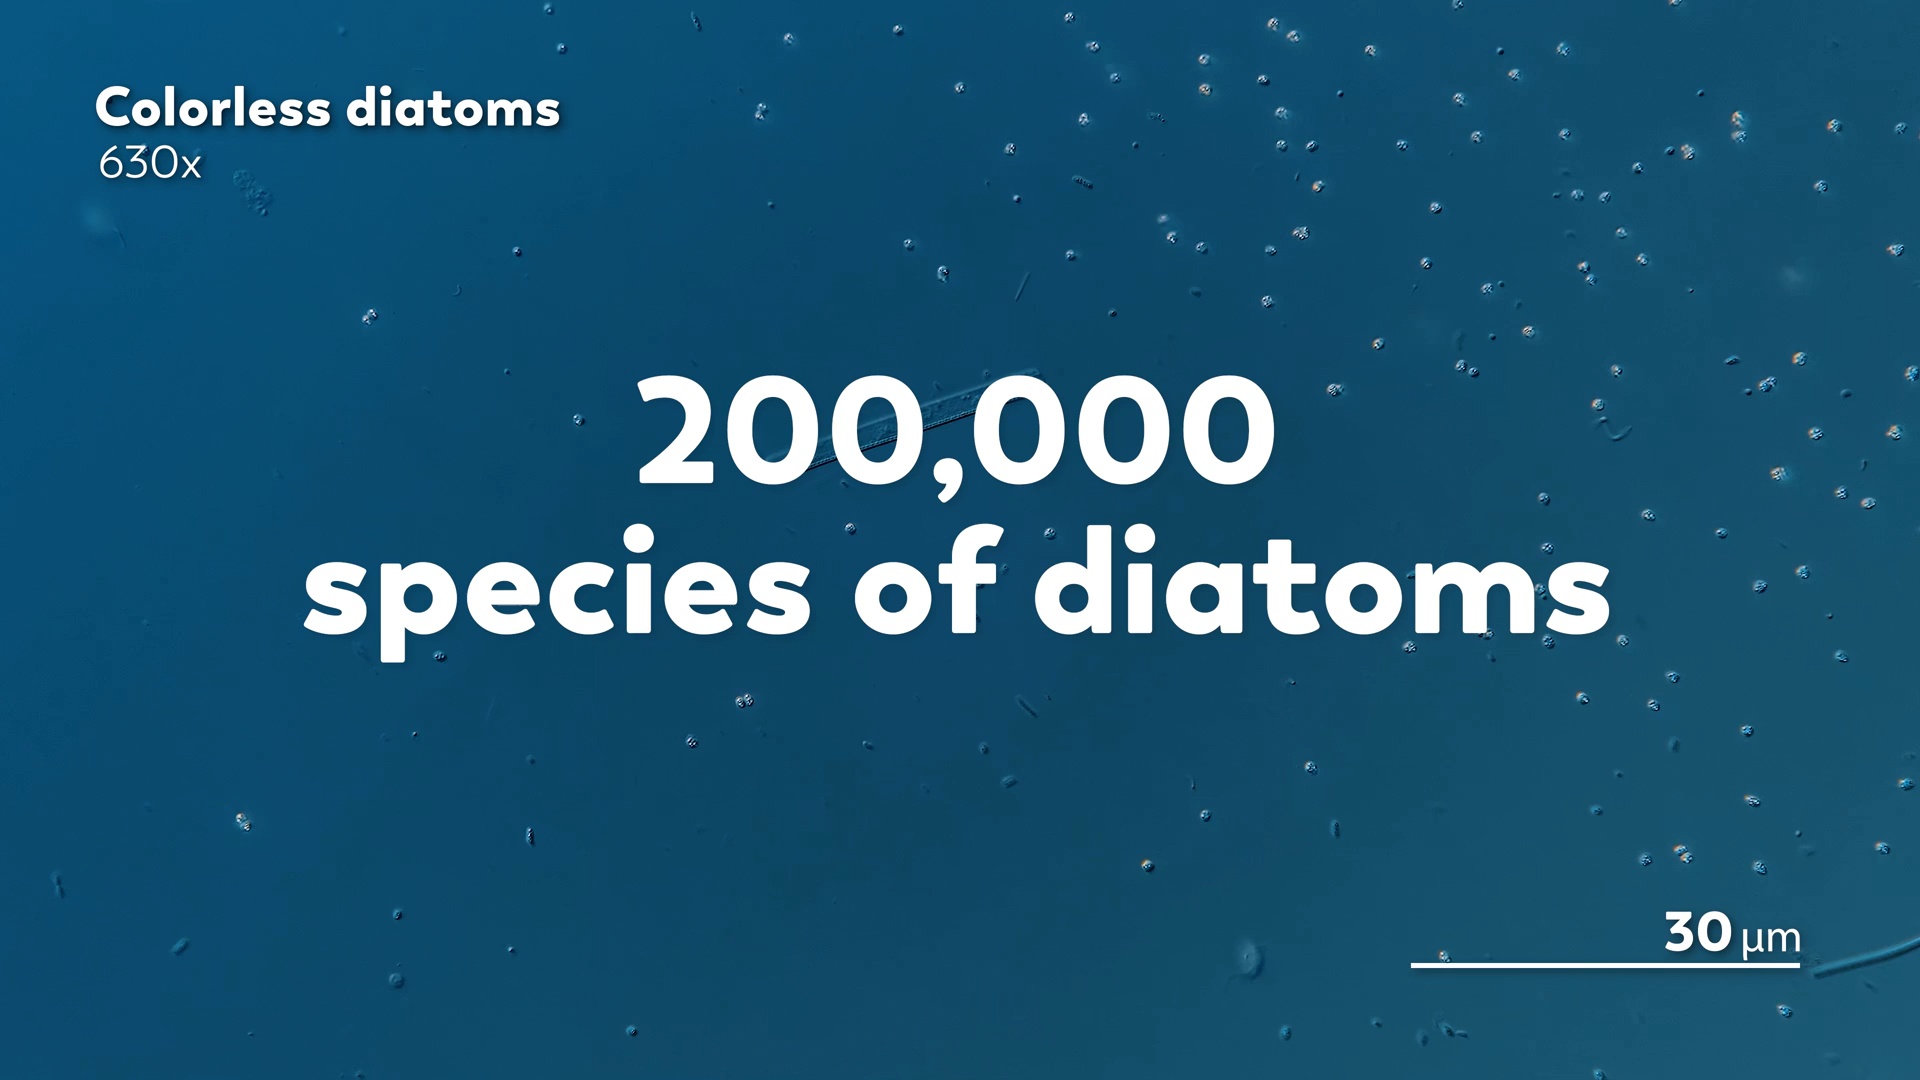 Colorless diatoms
630x
200,000
species of diatoms
30 µm